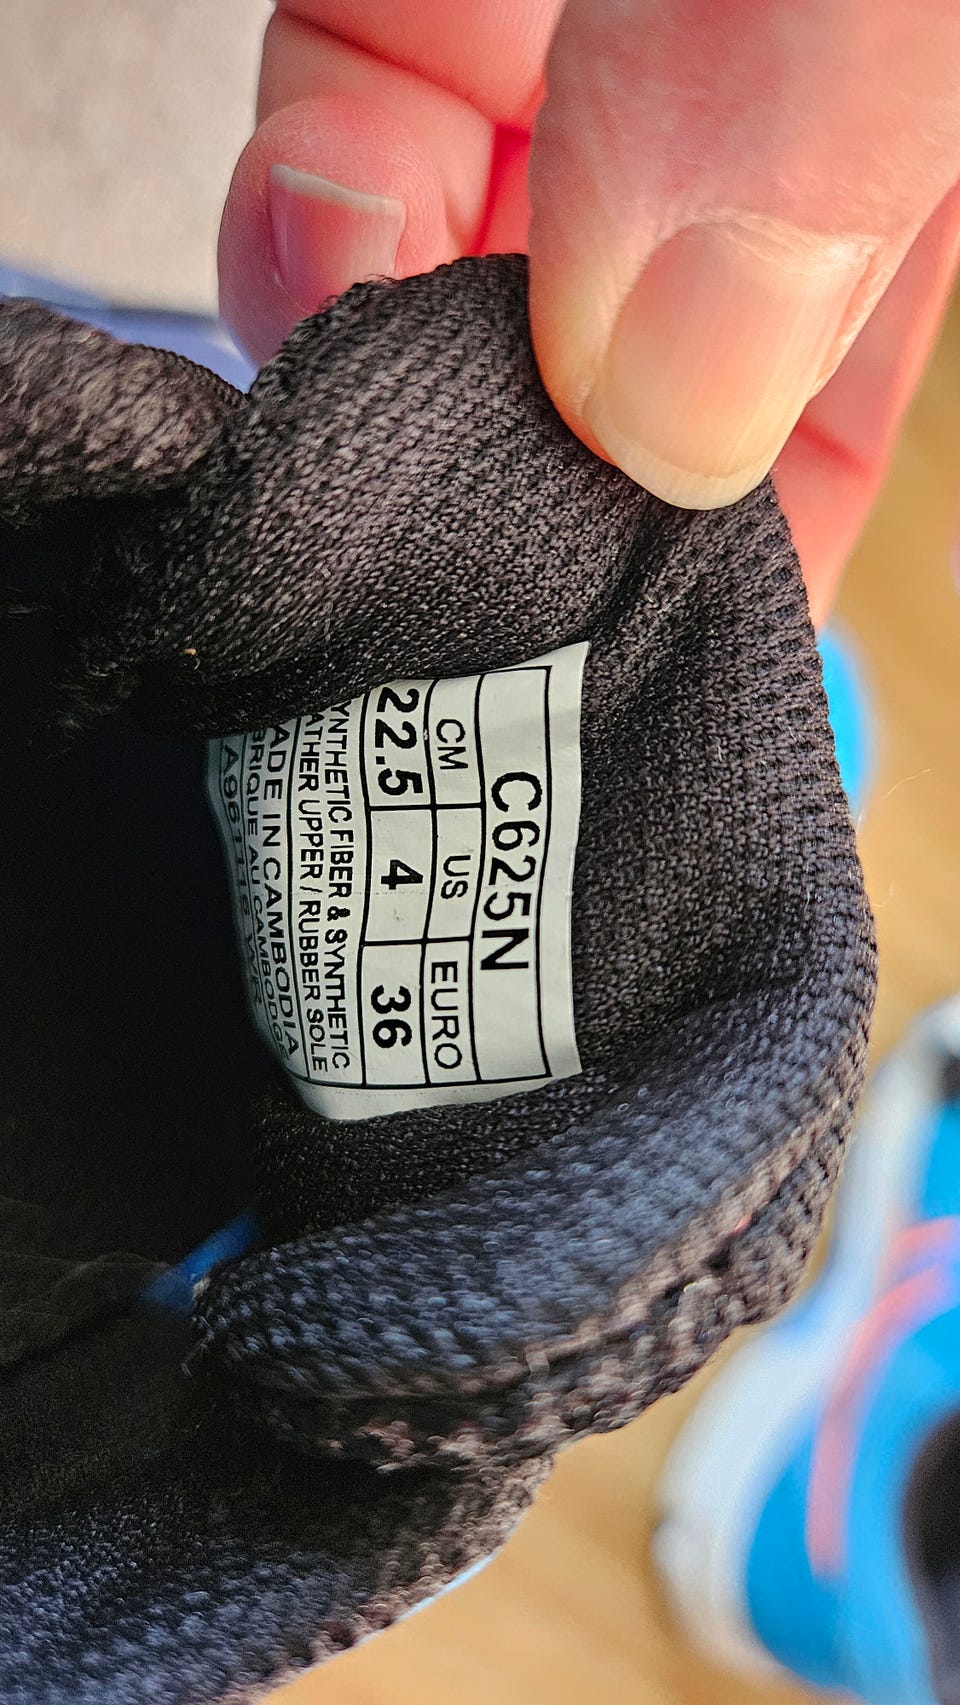 C625N
CM US EURO
22.5 4 36
YNTHETIC FIBER & SYNTHETIC
ATHER UPPER / RUBBER SOLE
ADE IN CAMBODIA
BRIQUE AU CAMBODGE